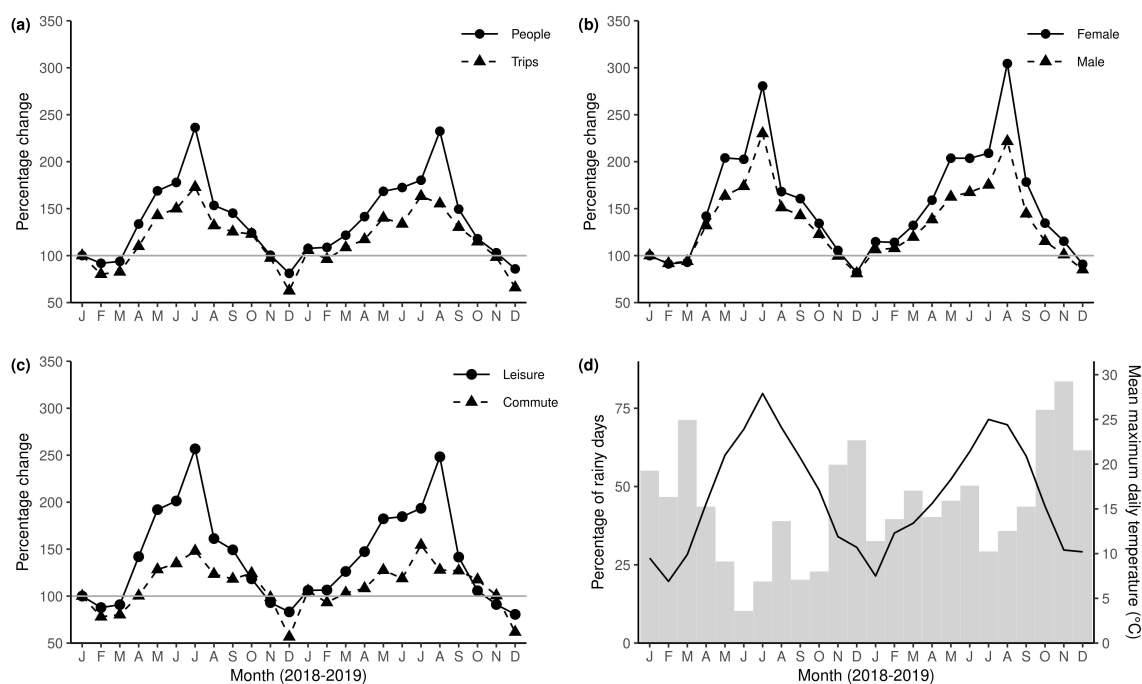 (a)
350
300
250
200
150
100
50
Percentage change
People
Trips
J F M A M J J A S O N D J F M A M J J A S O N D
(b)
350
300
250
200
150
100
50
Percentage change
Female
Male
J F M A M J J A S O N D J F M A M J J A S O N D
(c)
350
300
250
200
150
100
50
Percentage change
Leisure
Commute
J F M A M J J A S O N D J F M A M J J A S O N D
Month (2018-2019)
(d)
75
50
25
0
Percentage of rainy days
30
25
20
15
10
5
0
Mean maximum daily temperature (°C)
J F M A M J J A S O N D J F M A M J J A S O N D
Month (2018-2019)